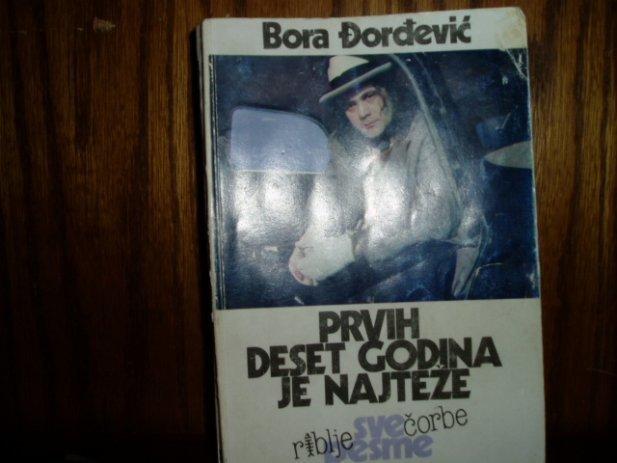 Bora Đorđević
PRVIH
DESET GODINA
JE NAJTEŽE
sve
riblje čorbe
pesme